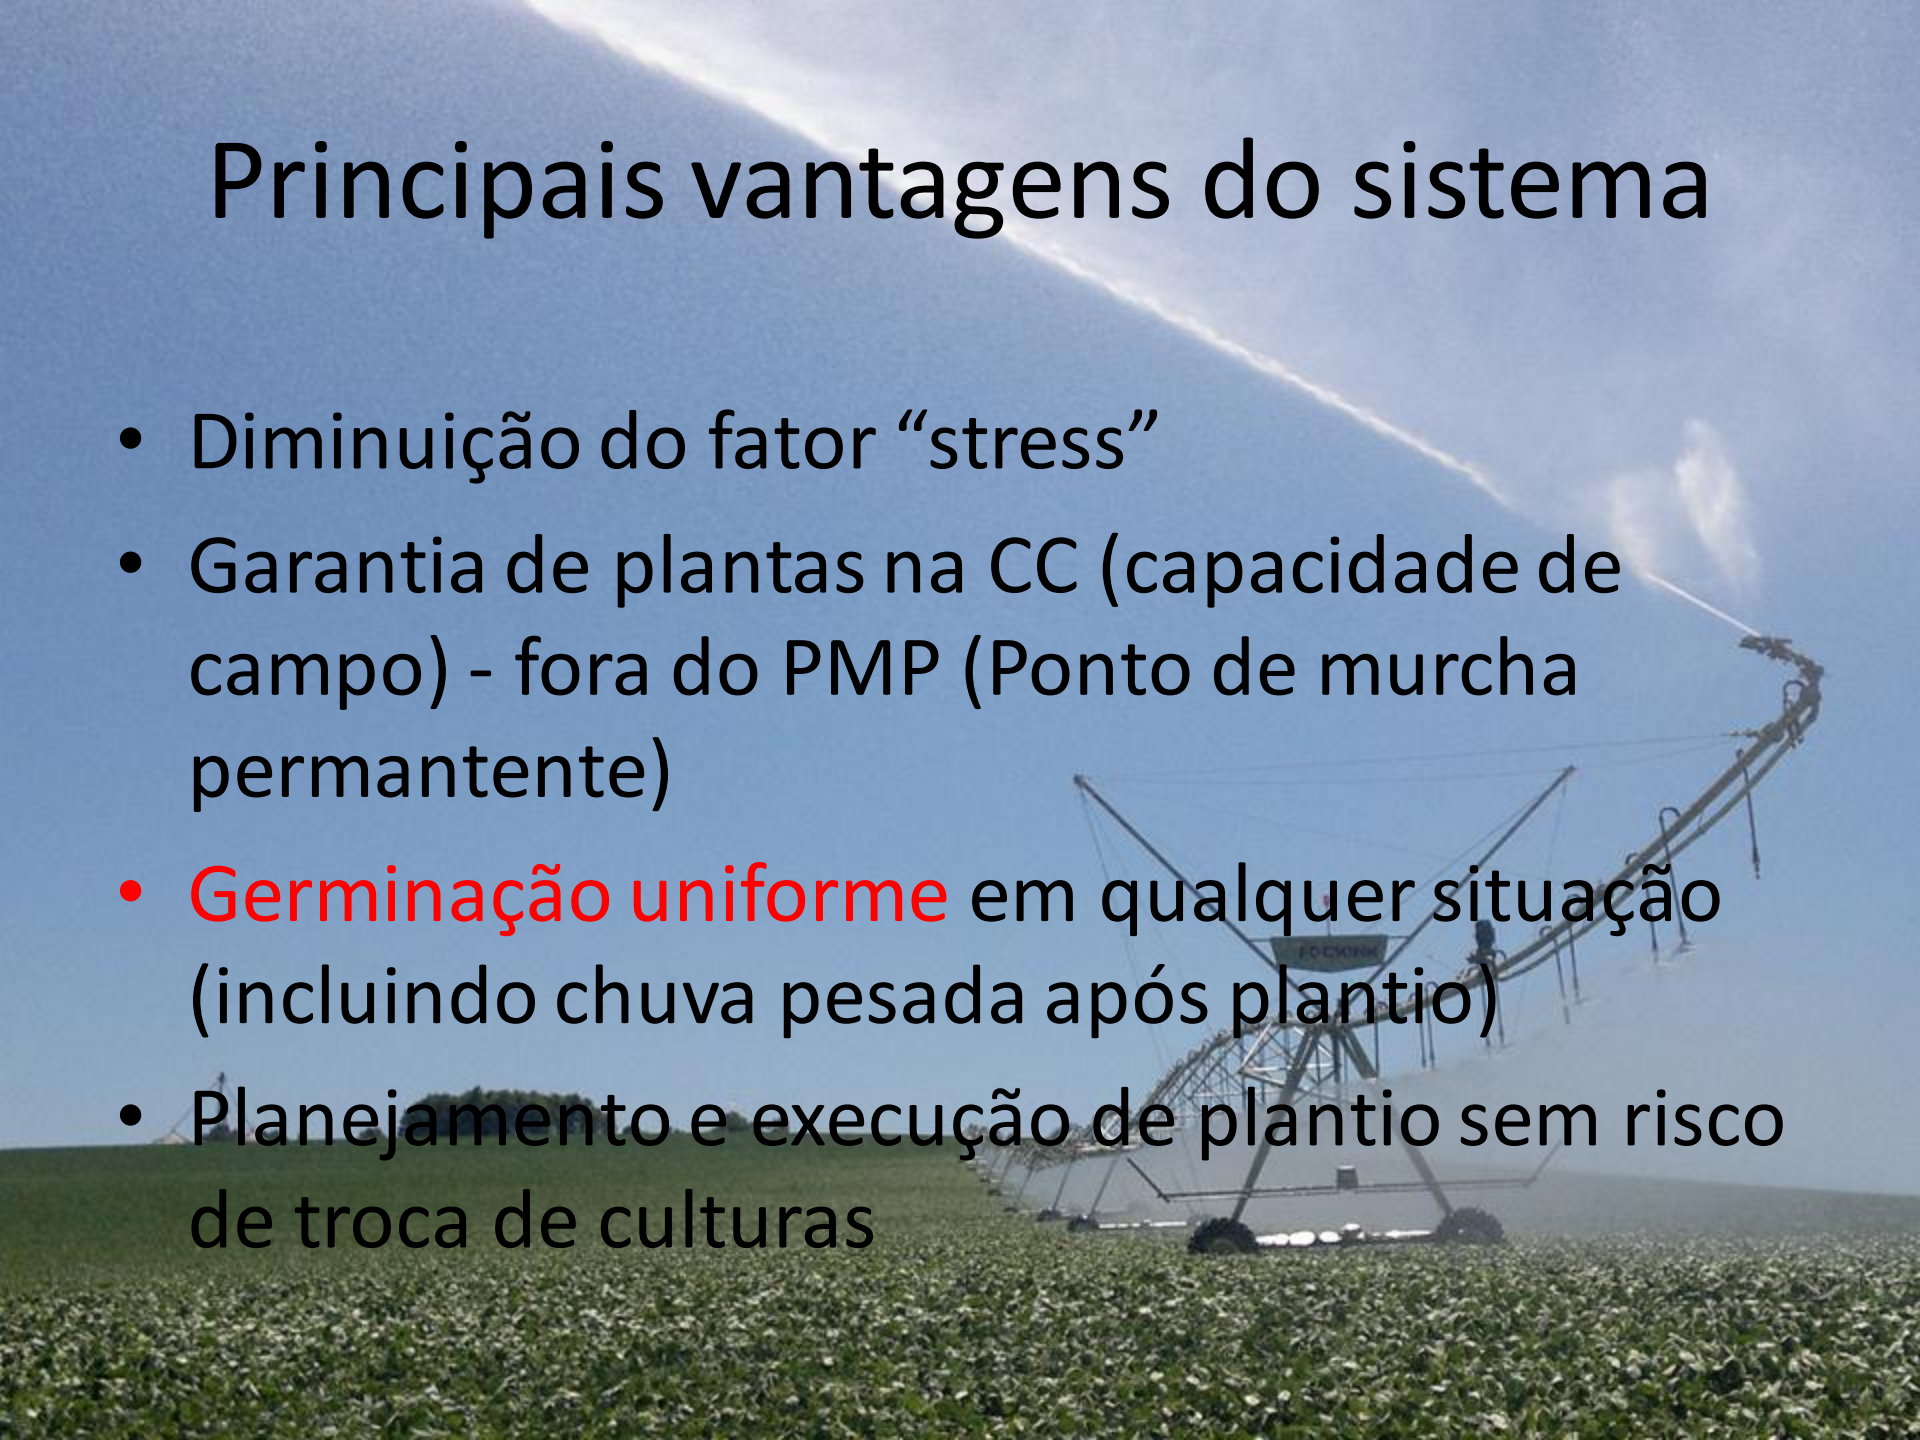 Principais vantagens do sistema
• Diminuição do fator “stress”
• Garantia de plantas na CC (capacidade de
campo) - fora do PMP (Ponto de murcha
permantente)
• Germinação uniforme em qualquer situação
(incluindo chuva pesada após plantio)
• Planejamento e execução de plantio sem risco
de troca de culturas